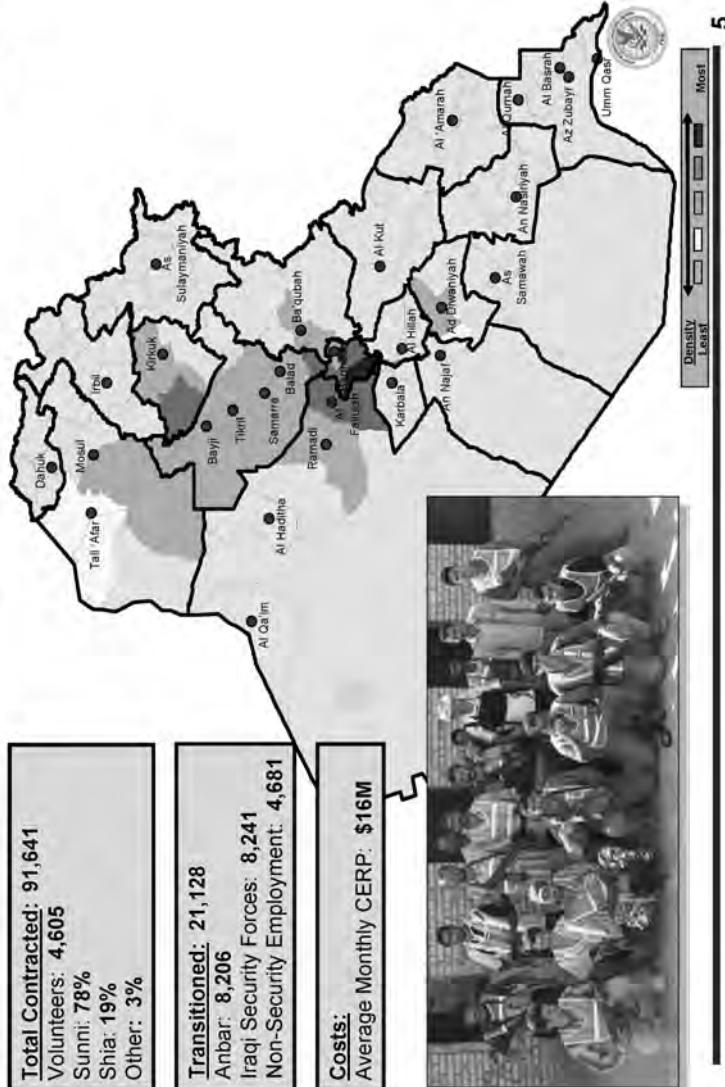 Total Contracted: 91,641
Volunteers: 4,605
Sunni: 78%
Shia: 19%
Other: 3%
Transitioned: 21,128
Anbar: 8,206
Iraqi Security Forces: 8,241
Non-Security Employment: 4,681
Costs:
Average Monthly CERP: $16M
Dahuk
Mosul
Tall 'Afar
Irbil
Kirkuk
As
Sulaymaniyah
Bayji
Tikrit
Samarra
Balad
Ba'qubah
Al Qa'im
Al Haditha
Ramadi
Al
Fallujah
Karbala
Al Hillah
Al Kut
An Najaf
Ad Diwaniyah
As
Samawah
An Nasiriyah
Al 'Amarah
Qurnah
Al Basrah
Az Zubayr
Umm Qasr
Density
Least
Most
5